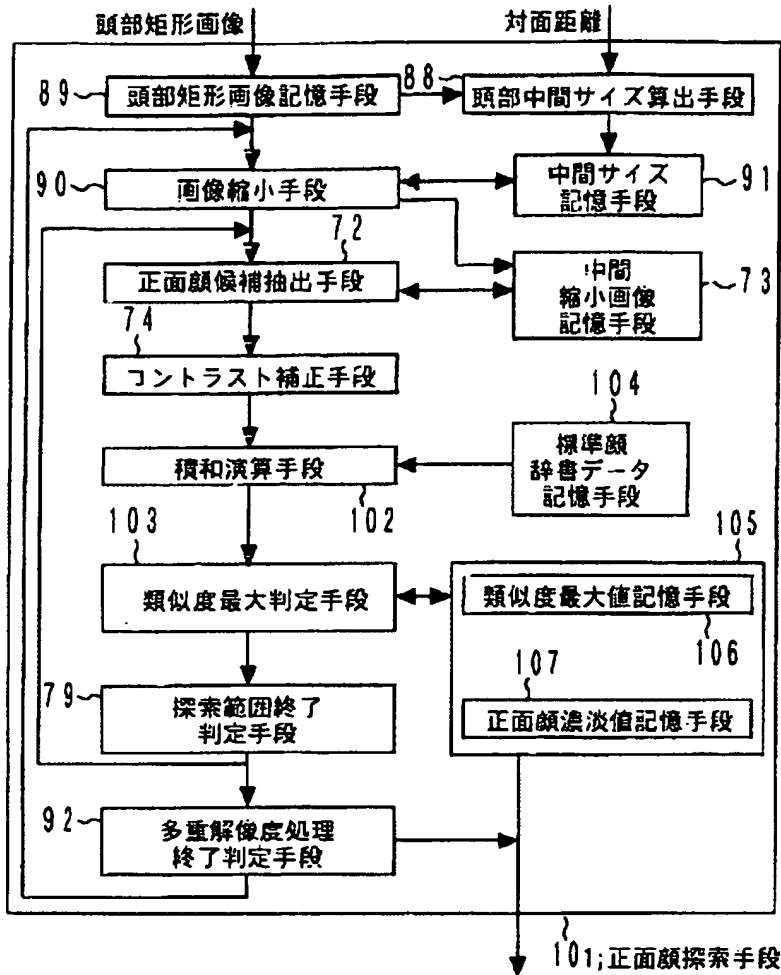 頭部矩形画像
対面距離
89
頭部矩形画像記憶手段
88
頭部中間サイズ算出手段
90
画像縮小手段
中間サイズ
記憶手段
91
72
正面顔候補抽出手段
中間
縮小画像
記憶手段
73
74
コントラスト補正手段
104
標準顔
辞書データ
記憶手段
積和演算手段
102
103
類似度最大判定手段
105
類似度最大値記憶手段
106
107
正面顔濃淡値記憶手段
79
探索範囲終了
判定手段
92
多重解像度処理
終了判定手段
101;正面顔探索手段